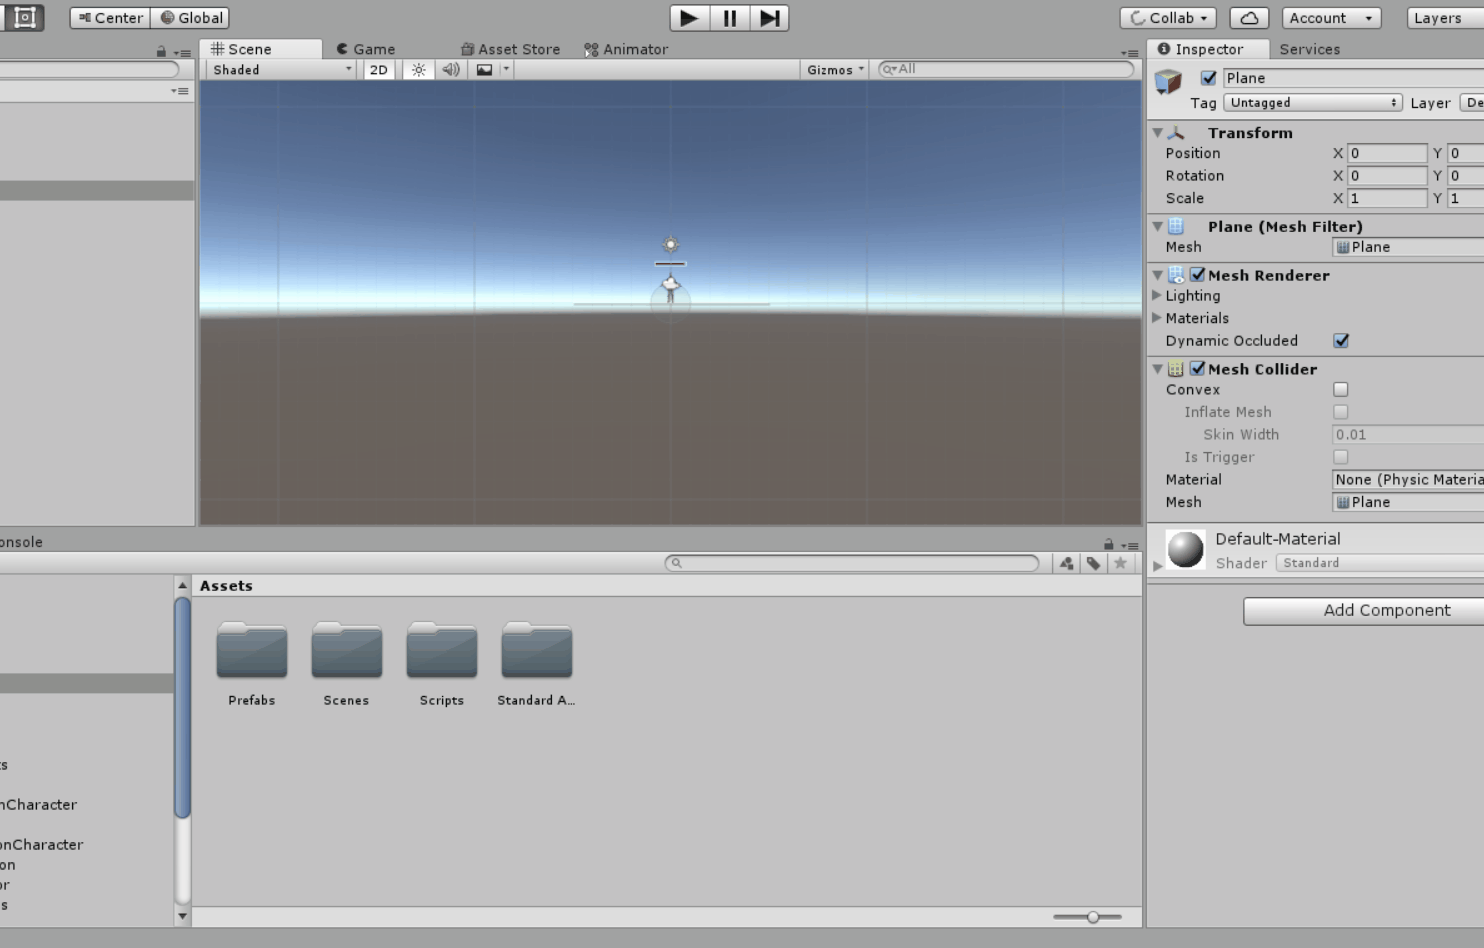 Center Global Collab Account Layers
Scene Game Asset Store Animator Inspector Services
Shaded 2D Gizmos All
Plane
Tag Untagged Layer De
Transform
Position X 0 Y 0
Rotation X 0 Y 0
Scale X 1 Y 1
Plane (Mesh Filter)
Mesh Plane
Mesh Renderer
Lighting
Materials
Dynamic Occluded
Mesh Collider
Convex
Inflate Mesh
Skin Width 0.01
Is Trigger
Material None (Physic Materia
Mesh Plane
Default-Material
Shader Standard
Add Component
onsole
Assets
Prefabs Scenes Scripts Standard A...
s
nCharacter
onCharacter
on
or
s